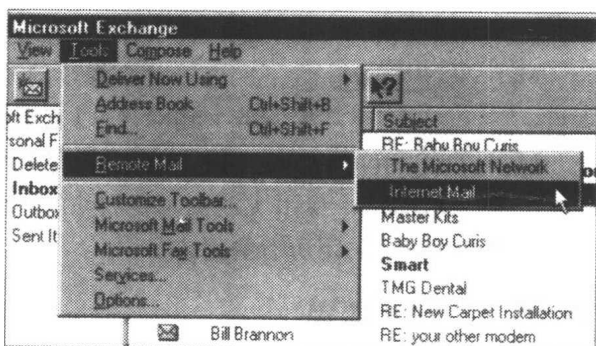 Microsoft Exchange
View Tools Compose Help
Deliver Now Using
Address Book Ctrl+Shift+B
Find... Ctrl+Shift+F
Remote Mail
Customize Toolbar...
Microsoft Mail Tools
Microsoft Fax Tools
Services...
Options...
The Microsoft Network
Internet Mail
oft Exch
sonal F
Delete
Inbox
Outbox
Sent It
Subject
RE: Baby Boy Curis
Master Kits
Baby Boy Curis
Smart
TMG Dental
RE: New Carpet Installation
Bill Brannon RE: your other modem